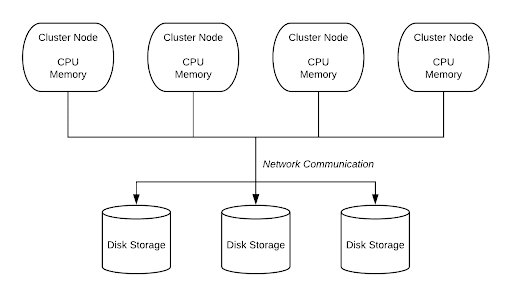 Cluster Node
CPU
Memory
Cluster Node
CPU
Memory
Cluster Node
CPU
Memory
Cluster Node
CPU
Memory
Network Communication
Disk Storage
Disk Storage
Disk Storage